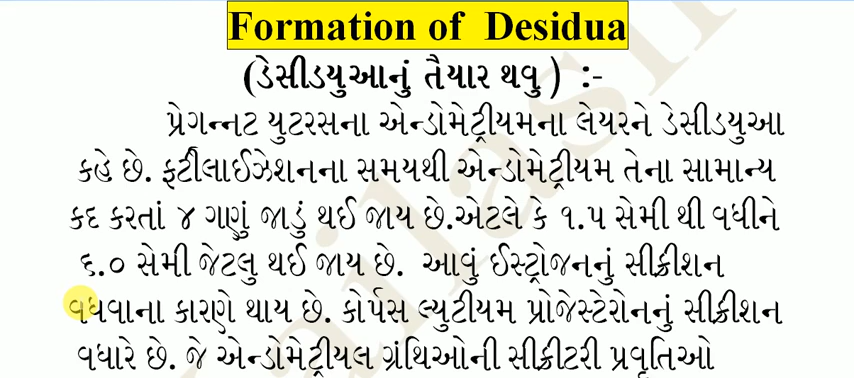 Formation of Desidua
(ડેસીડયુઆનું તૈયાર થવુ ) :-
પ્રેગન્નટ યુટરસના એન્ડોમેટ્રીયમના લેયરને ડેસીડયુઆ
કહે છે. ફર્ટીલાઈઝેશનના સમયથી એન્ડોમેટ્રીયમ તેના સામાન્ય
કદ કરતાં ૪ ગણું જાડું થઈ જાય છે.એટલે કે ૧.૫ સેમી થી વધીને
૬.૦ સેમી જેટલુ થઈ જાય છે. આવું ઈસ્ટ્રોજનનું સીક્રીશન
વધવાના કારણે થાય છે. કોર્પસ લ્યુટીયમ પ્રોજેસ્ટેરોનનું સીક્રીશન
વધારે છે. જે એન્ડોમેટ્રીયલ ગ્રંથિઓની સીક્રીટરી પ્રવૃતિઓ